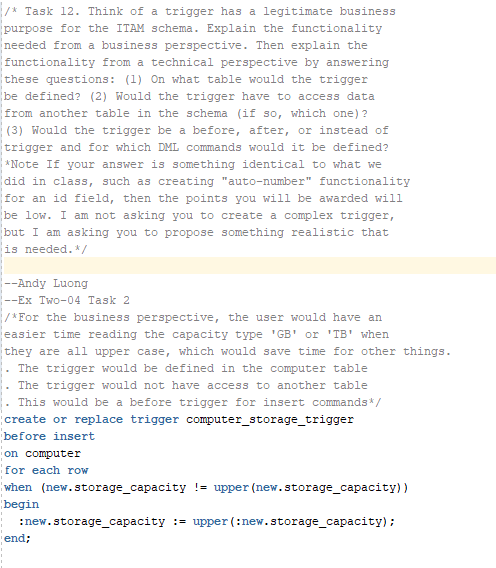 /* Task 12. Think of a trigger has a legitimate business
purpose for the ITAM schema. Explain the functionality
needed from a business perspective. Then explain the
functionality from a technical perspective by answering
these questions: (1) On what table would the trigger
be defined? (2) Would the trigger have to access data
from another table in the schema (if so, which one)?
(3) Would the trigger be a before, after, or instead of
trigger and for which DML commands would it be defined?
*Note If your answer is something identical to what we
did in class, such as creating "auto-number" functionality
for an id field, then the points you will be awarded will
be low. I am not asking you to create a complex trigger,
but I am asking you to propose something realistic that
is needed.*/
--Andy Luong
--Ex Two-04 Task 2
/*For the business perspective, the user would have an
easier time reading the capacity type 'GB' or 'TB' when
they are all upper case, which would save time for other things.
. The trigger would be defined in the computer table
. The trigger would not have access to another table
. This would be a before trigger for insert commands*/
create or replace trigger computer_storage_trigger
before insert
on computer
for each row
when (new.storage_capacity != upper(new.storage_capacity))
begin
  :new.storage_capacity := upper(:new.storage_capacity);
end;